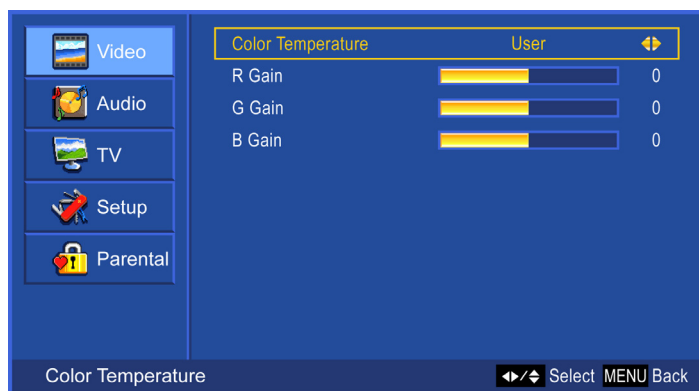 Video
Audio
TV
Setup
Parental
Color Temperature User
R Gain 0
G Gain 0
B Gain 0
Color Temperature
Select MENU Back